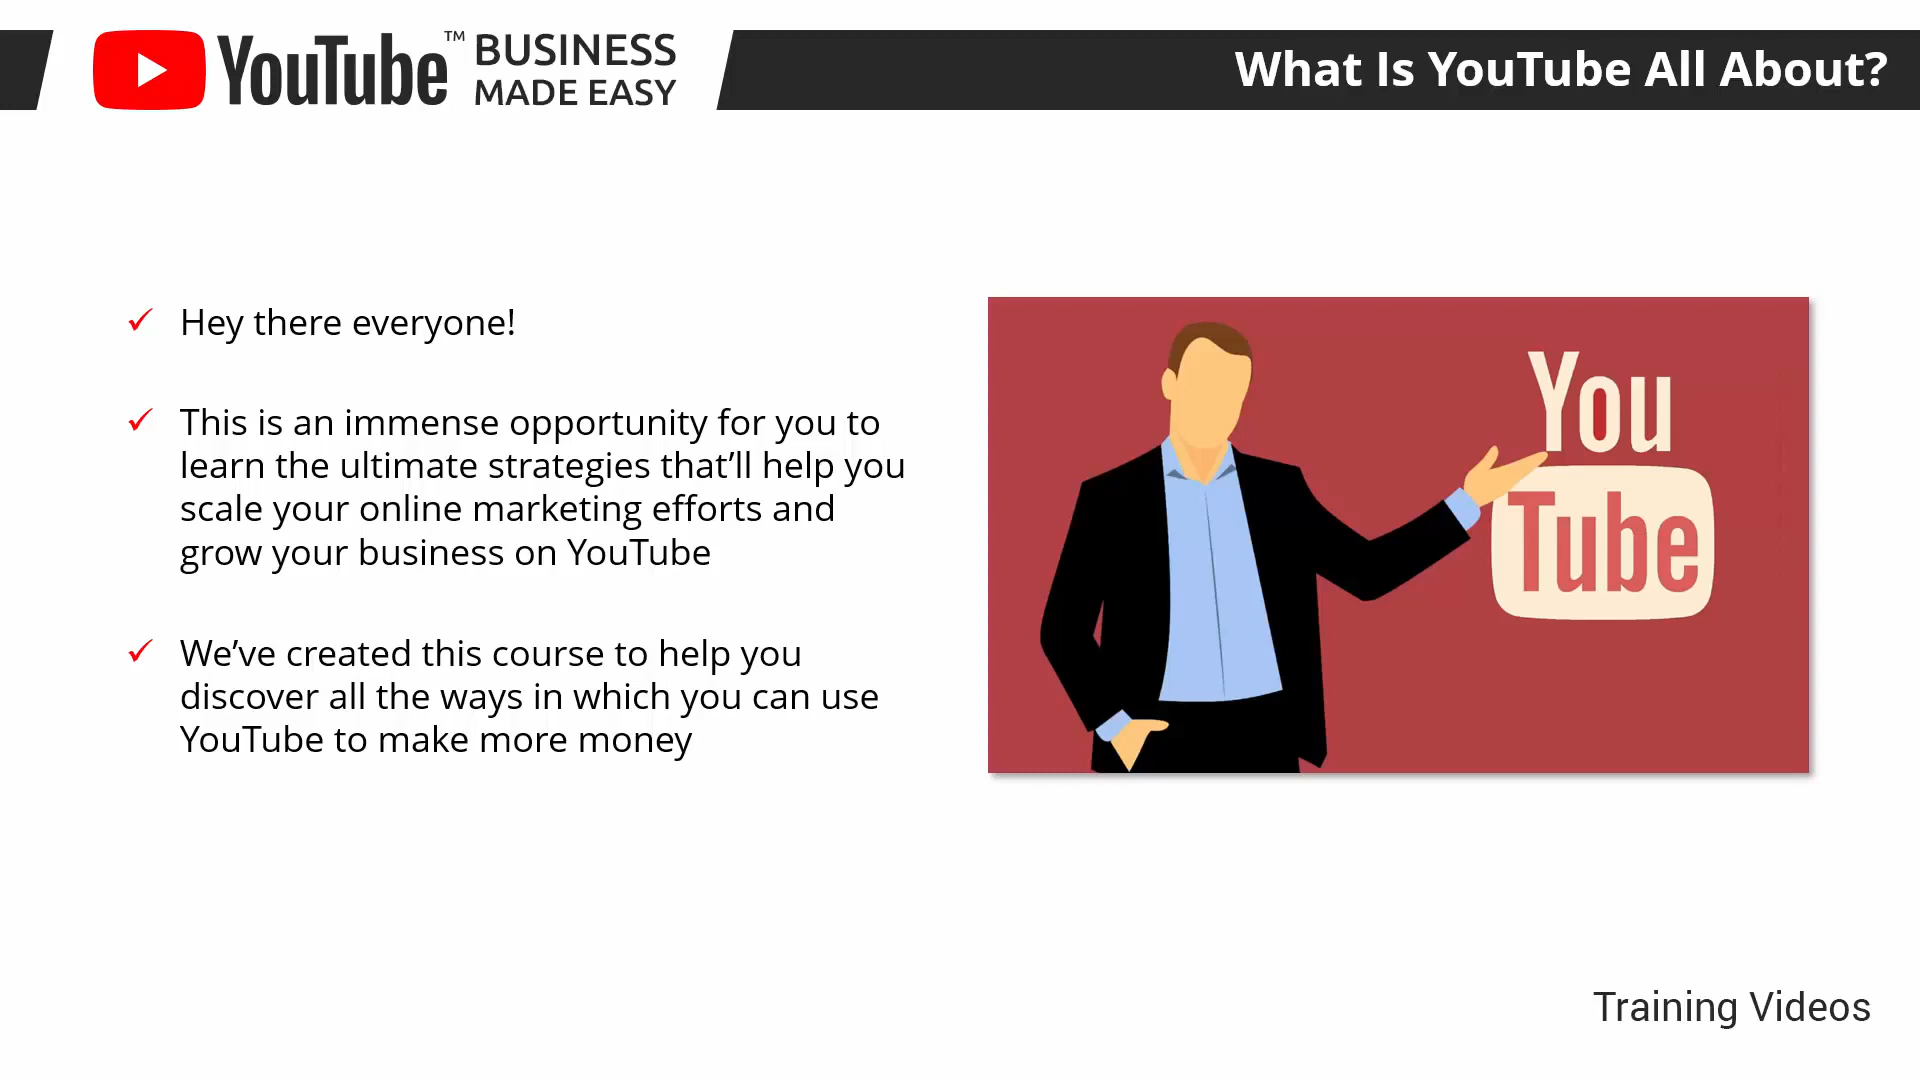 YouTube™ BUSINESS
MADE EASY
What Is YouTube All About?
✓ Hey there everyone!
✓ This is an immense opportunity for you to
learn the ultimate strategies that’ll help you
scale your online marketing efforts and
grow your business on YouTube
✓ We’ve created this course to help you
discover all the ways in which you can use
YouTube to make more money
You
Tube
Training Videos